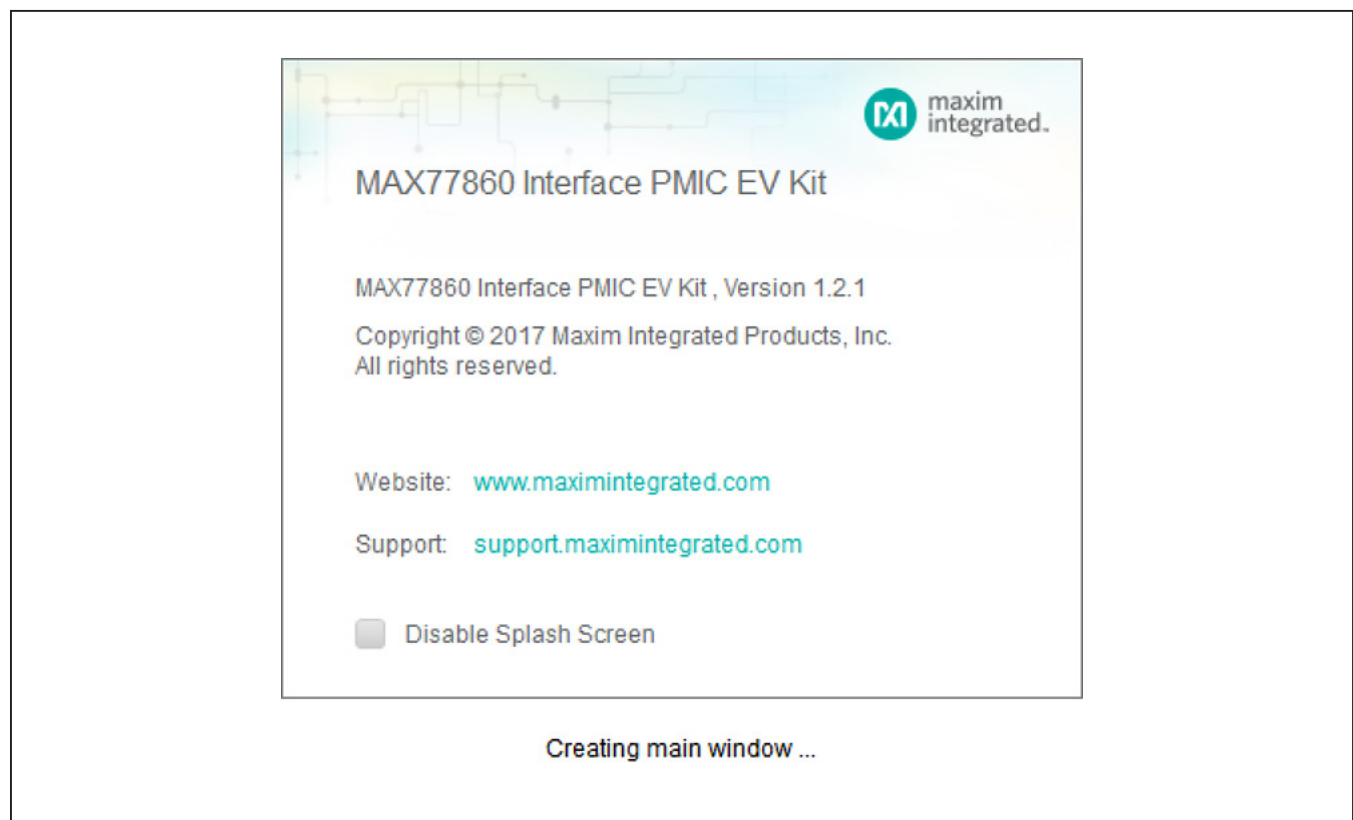 maxim
integrated.
MAX77860 Interface PMIC EV Kit
MAX77860 Interface PMIC EV Kit , Version 1.2.1
Copyright © 2017 Maxim Integrated Products, Inc.
All rights reserved.
Website: www.maximintegrated.com
Support: support.maximintegrated.com
Disable Splash Screen
Creating main window ...